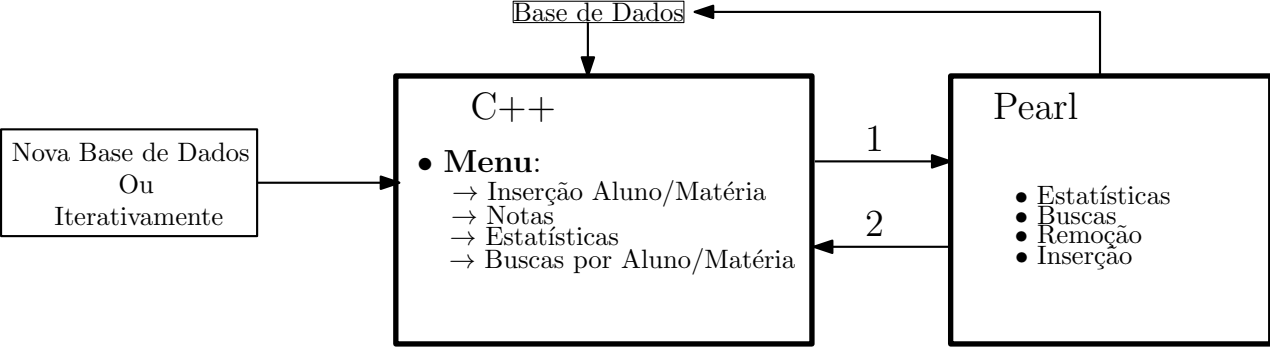 Base de Dados
Nova Base de Dados
Ou
Iterativamente
C++
• Menu:
→ Inserção Aluno/Matéria
→ Notas
→ Estatísticas
→ Buscas por Aluno/Matéria
1
2
Pearl
• Estatísticas
• Buscas
• Remoção
• Inserção